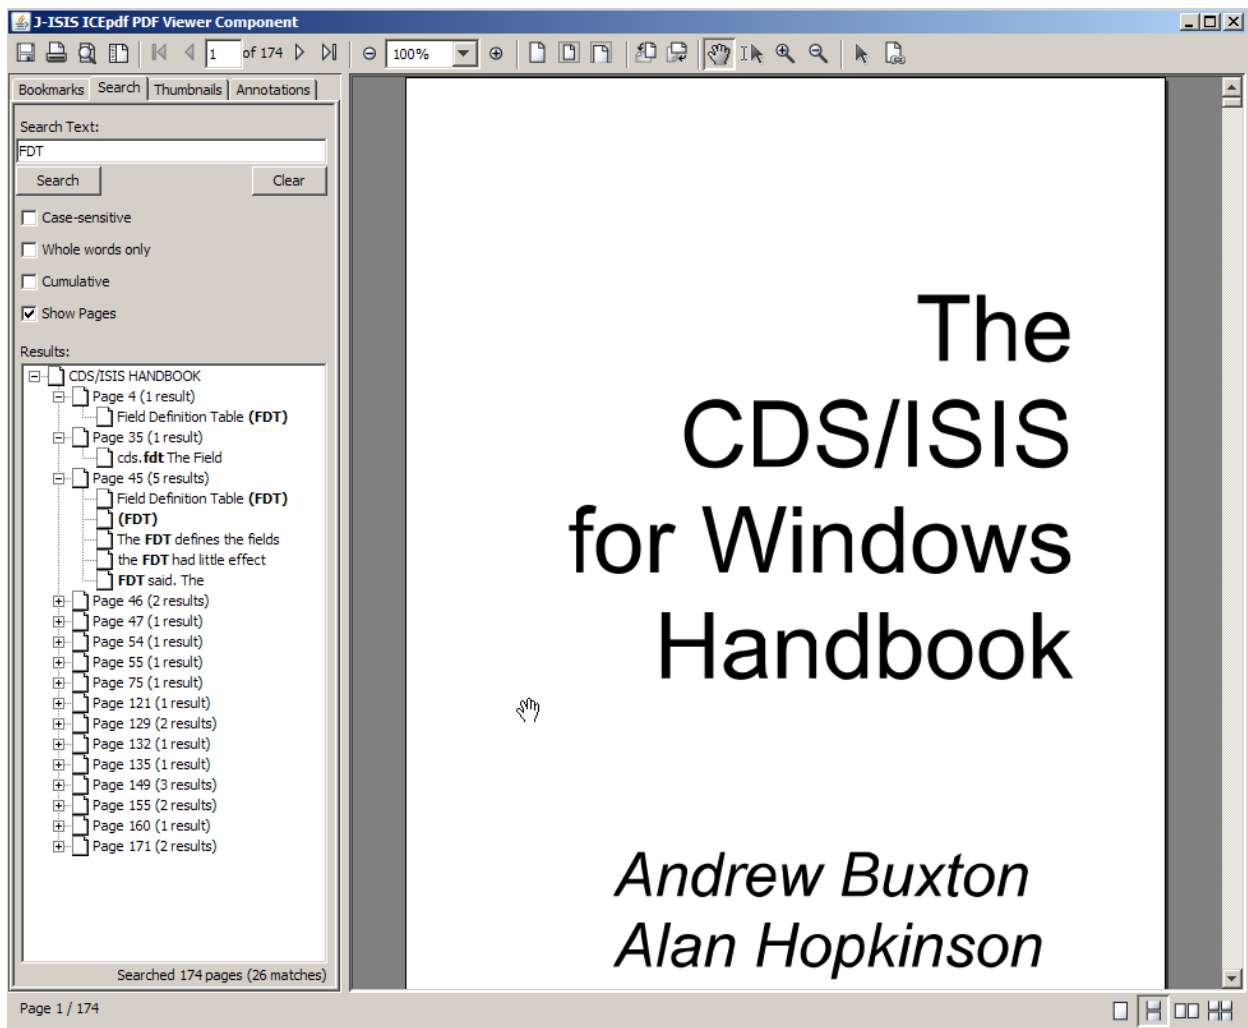 J-ISIS ICEpdf PDF Viewer Component
1 of 174 100%
Bookmarks Search Thumbnails Annotations
Search Text:
FDT
Search Clear
Case-sensitive
Whole words only
Cumulative
Show Pages
Results:
CDS/ISIS HANDBOOK
Page 4 (1 result)
Field Definition Table (FDT)
Page 35 (1 result)
cds.fdt The Field
Page 45 (5 results)
Field Definition Table (FDT)
(FDT)
The FDT defines the fields
the FDT had little effect
FDT said. The
Page 46 (2 results)
Page 47 (1 result)
Page 54 (1 result)
Page 55 (1 result)
Page 75 (1 result)
Page 121 (1 result)
Page 129 (2 results)
Page 132 (1 result)
Page 135 (1 result)
Page 149 (3 results)
Page 155 (2 results)
Page 160 (1 result)
Page 171 (2 results)
Searched 174 pages (26 matches)
The
CDS/ISIS
for Windows
Handbook
Andrew Buxton
Alan Hopkinson
Page 1 / 174